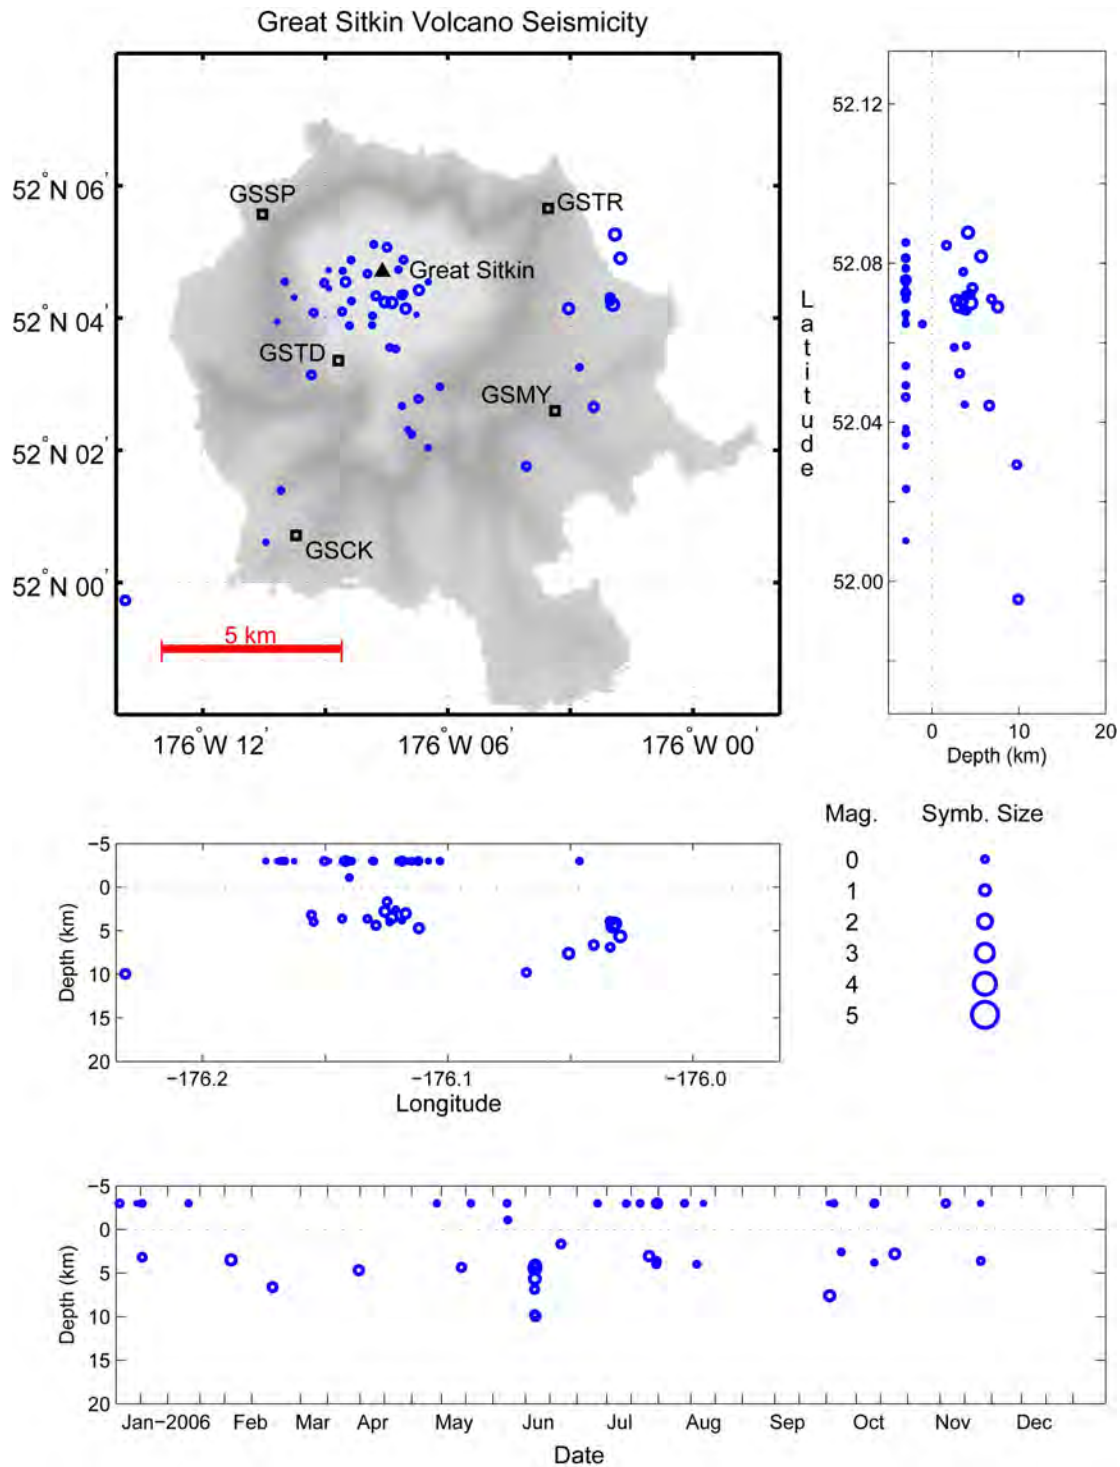 Great Sitkin Volcano Seismicity
52°N 06'
52°N 04'
52°N 02'
52°N 00'
GSSP
GSTR
Great Sitkin
GSTD
GSMY
GSCK
5 km
176°W 12'
176°W 06'
176°W 00'
52.12
52.08
52.04
52.00
Latitude
0
10
20
Depth (km)
−5
0
5
10
15
20
Depth (km)
−176.2
−176.1
−176.0
Longitude
Mag. Symb. Size
0
1
2
3
4
5
−5
0
5
10
15
20
Depth (km)
Jan−2006 Feb Mar Apr May Jun Jul Aug Sep Oct Nov Dec
Date